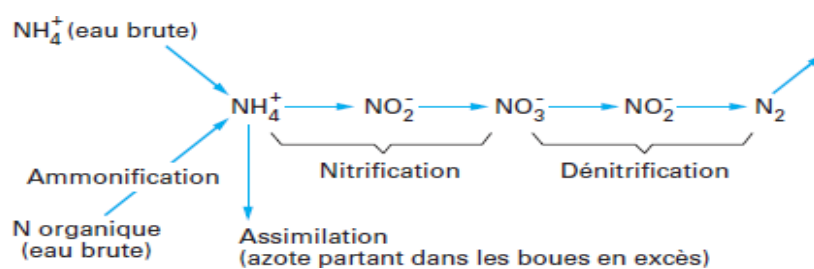 NH₄⁺ (eau brute)
NH₄⁺ NO₂⁻ NO₃⁻ NO₂⁻ N₂
Nitrification Dénitrification
Ammonification
N organique
(eau brute)
Assimilation
(azote partant dans les boues en excès)